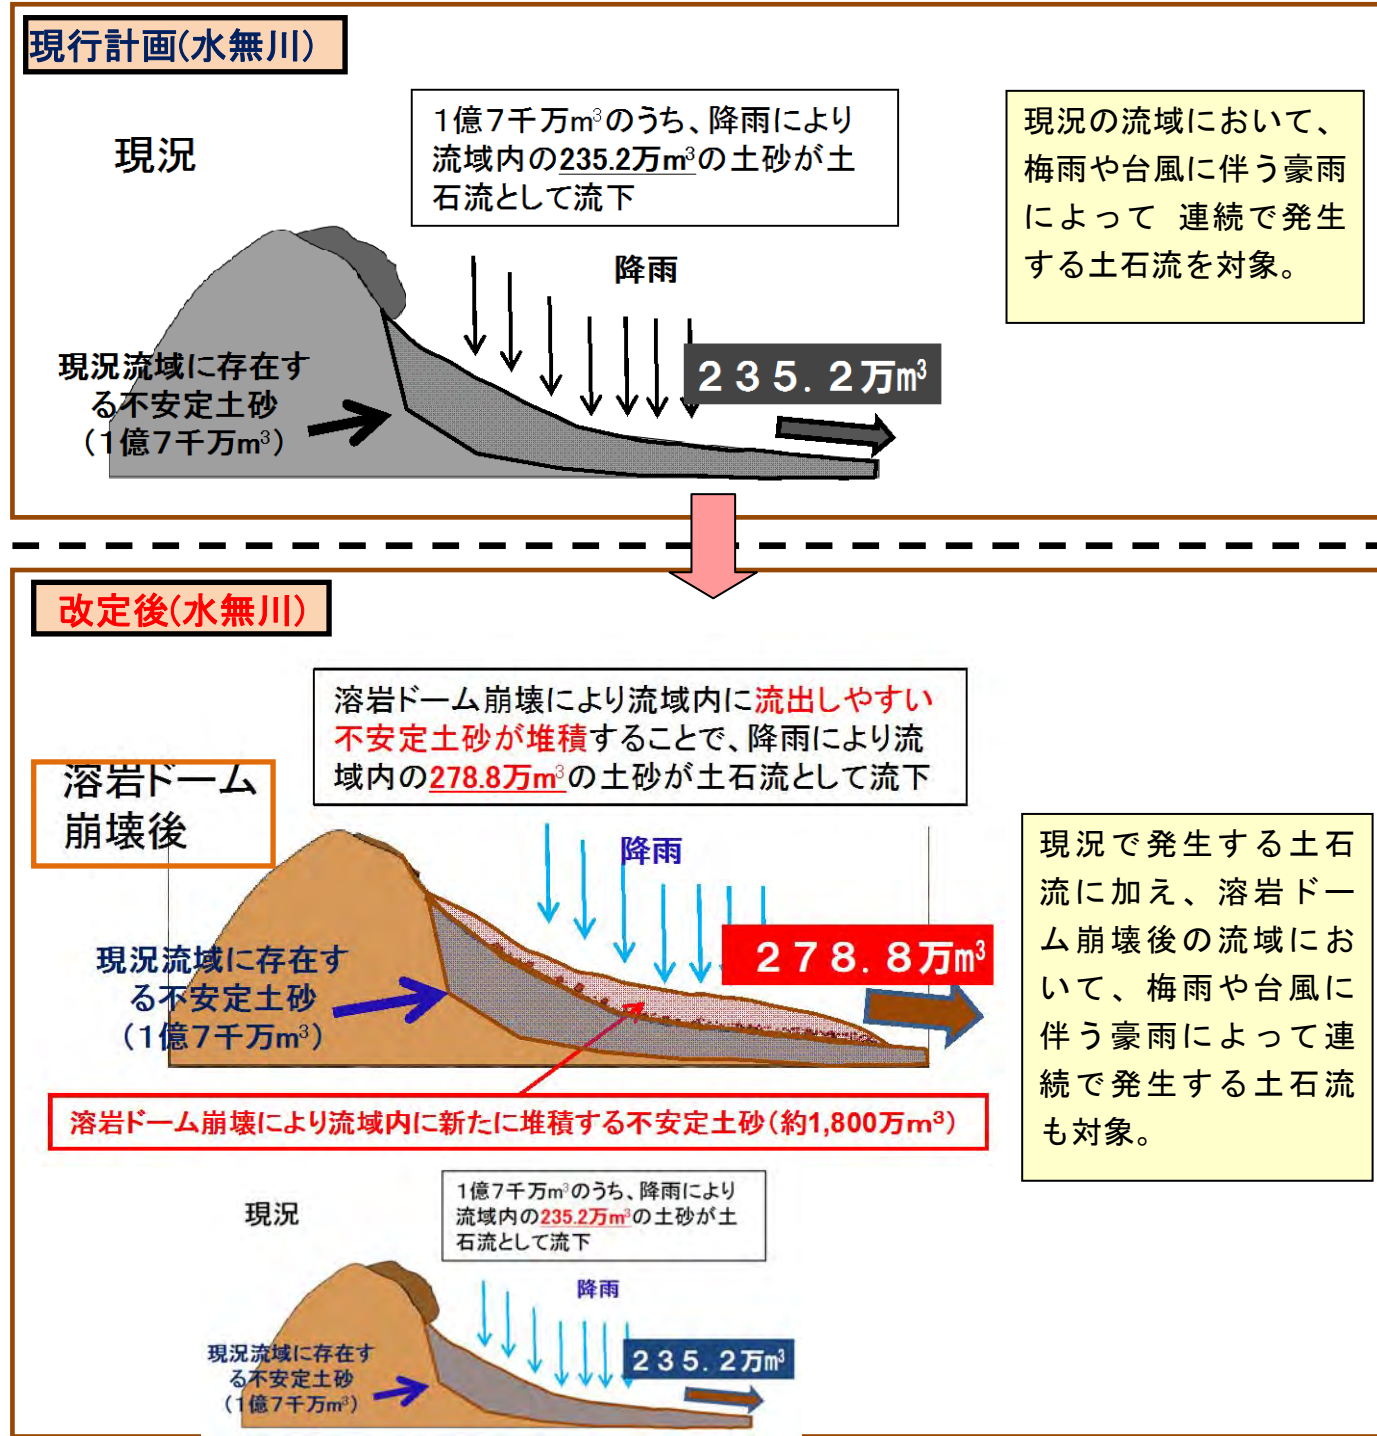 現行計画(水無川)
現況
1億7千万m³のうち、降雨により
流域内の235.2万m³の土砂が土
石流として流下
現況の流域において、
梅雨や台風に伴う豪雨
によって 連続で発生
する土石流を対象。
降雨
現況流域に存在す
る不安定土砂
(1億7千万m³)
２３５.２万m³
改定後(水無川)
溶岩ドーム崩壊により流域内に流出しやすい
不安定土砂が堆積することで、降雨により流
域内の278.8万m³の土砂が土石流として流下
溶岩ドーム
崩壊後
降雨
現況で発生する土石
流に加え、溶岩ドー
ム崩壊後の流域にお
いて、梅雨や台風に
伴う豪雨によって連
続で発生する土石流
も対象。
２７８.８万m³
現況流域に存在す
る不安定土砂
(1億7千万m³)
溶岩ドーム崩壊により流域内に新たに堆積する不安定土砂(約1,800万m³)
現況
1億7千万m³のうち、降雨により
流域内の235.2万m³の土砂が土
石流として流下
降雨
現況流域に存在す
る不安定土砂
(1億7千万m³)
２３５.２万m³